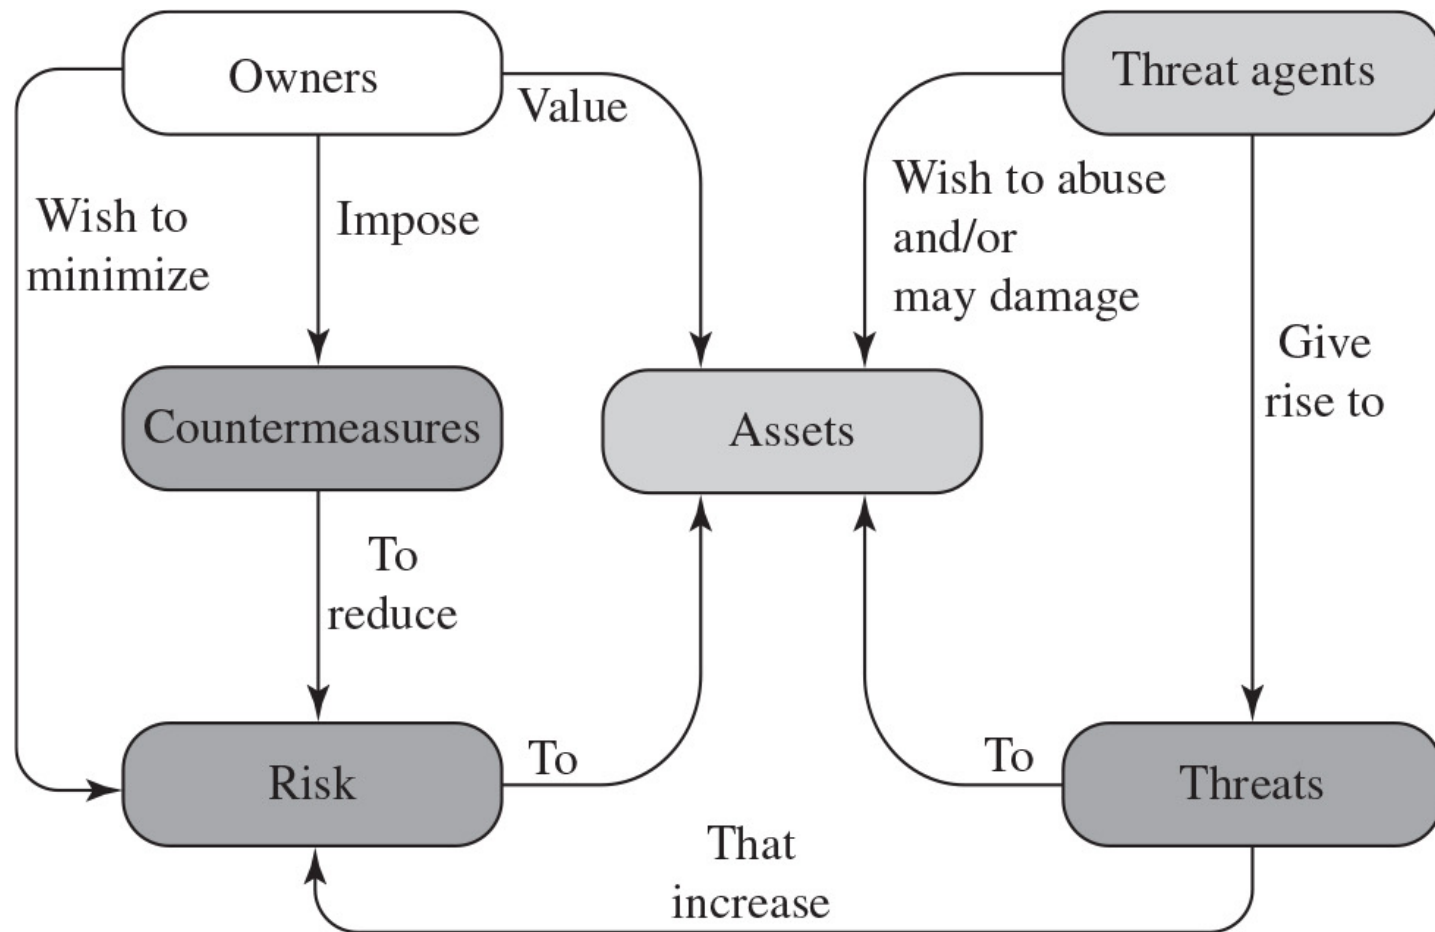 Owners
Threat agents
Value
Wish to
minimize
Impose
Wish to abuse
and/or
may damage
Give
rise to
Countermeasures
Assets
To
reduce
Risk
To
To
Threats
That
increase